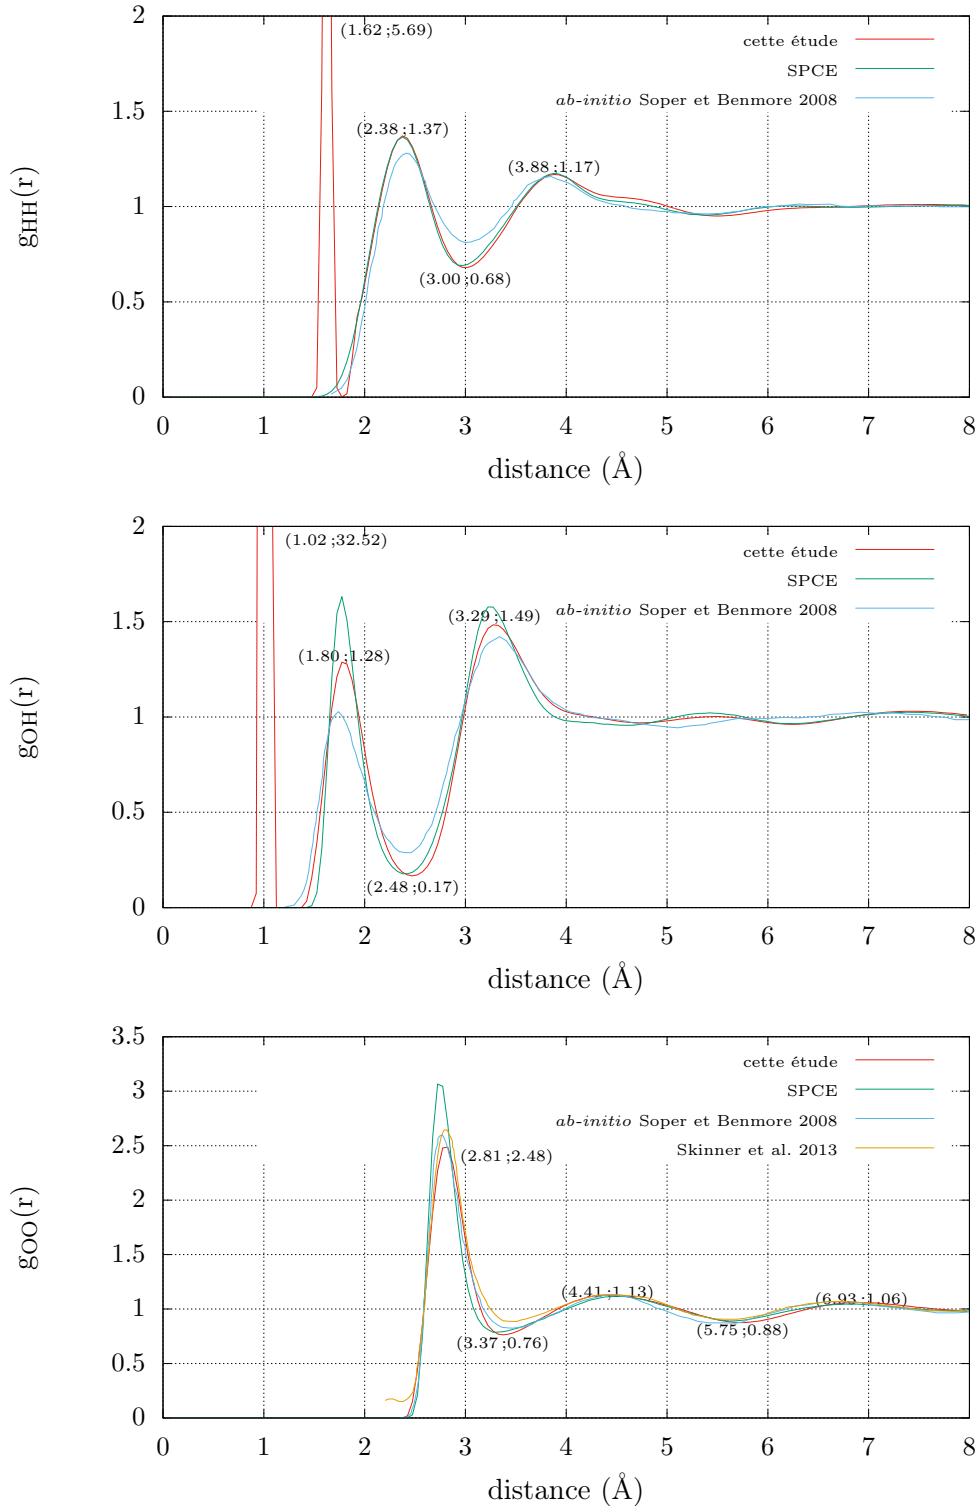 2
1.5
1
0.5
0
0 1 2 3 4 5 6 7 8
gHH(r)
distance (Å)
cette étude
SPCE
ab-initio Soper et Benmore 2008
(1.62 ;5.69)
(2.38 ;1.37)
(3.88 ;1.17)
(3.00 ;0.68)
2
1.5
1
0.5
0
0 1 2 3 4 5 6 7 8
gOH(r)
distance (Å)
cette étude
SPCE
ab-initio Soper et Benmore 2008
(1.02 ;32.52)
(3.29 ;1.49)
(1.80 ;1.28)
(2.48 ;0.17)
3.5
3
2.5
2
1.5
1
0.5
0
0 1 2 3 4 5 6 7 8
gOO(r)
distance (Å)
cette étude
SPCE
ab-initio Soper et Benmore 2008
Skinner et al. 2013
(2.81 ;2.48)
(4.41 ;1.13)
(6.93 ;1.06)
(5.75 ;0.88)
(3.37 ;0.76)